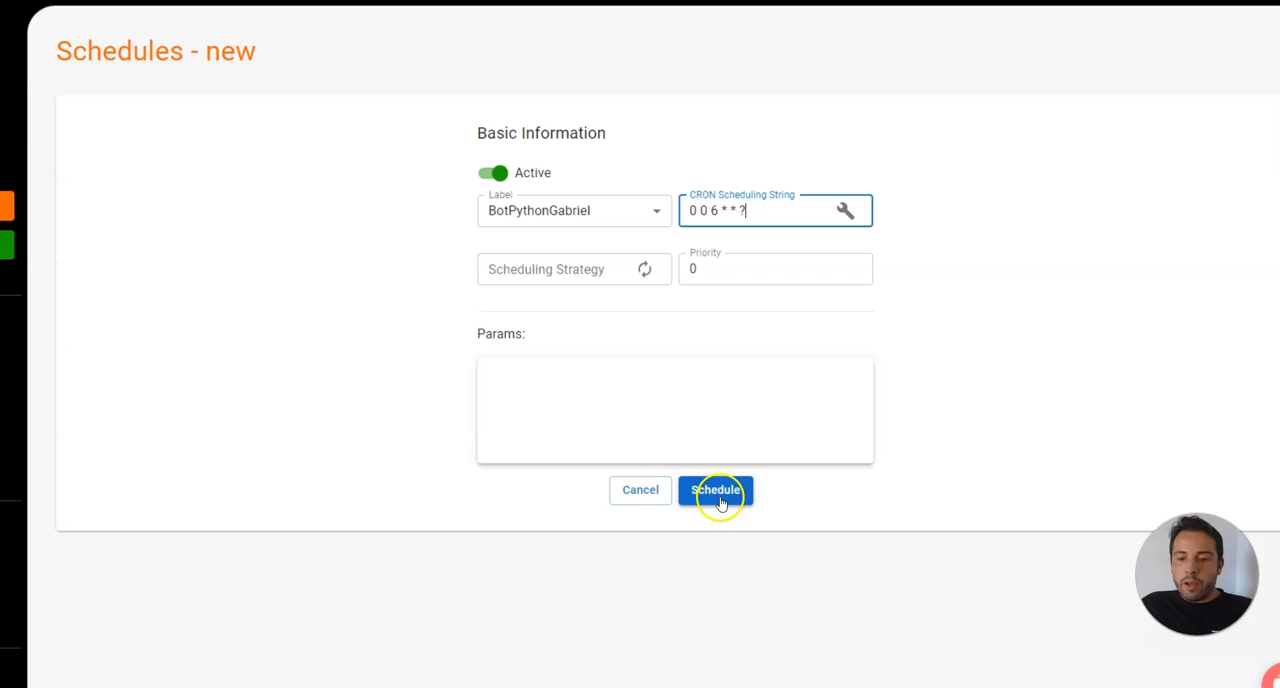 Schedules - new
Basic Information
Active
Label
CRON Scheduling String
BotPythonGabriel
0 0 6 * * ?
Priority
Scheduling Strategy
0
Params:
Cancel
Schedule